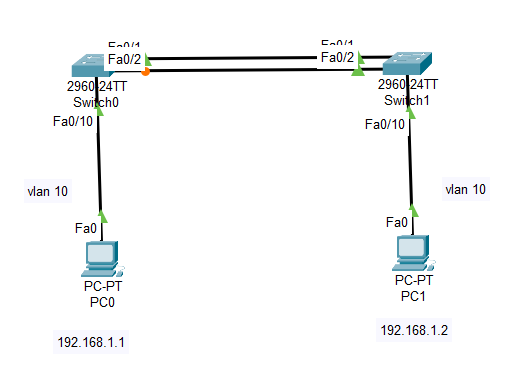 Fa0/1
Fa0/2
2960-24TT
Switch0
Fa0/10
vlan 10
Fa0
PC-PT
PC0
192.168.1.1
Fa0/1
Fa0/2
2960-24TT
Switch1
Fa0/10
vlan 10
Fa0
PC-PT
PC1
192.168.1.2